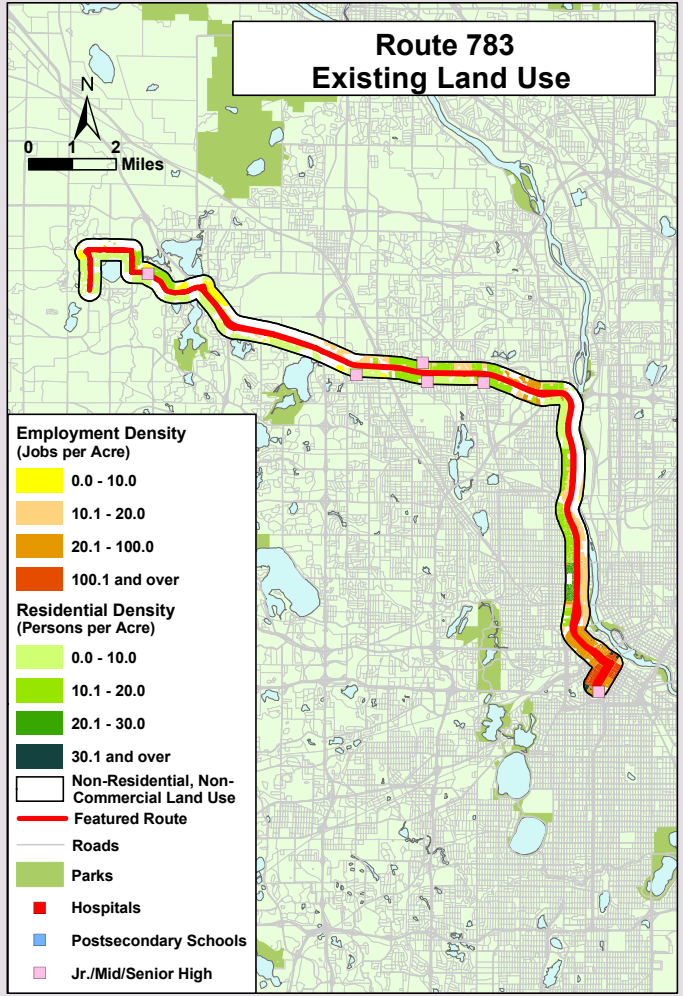 Route 783
Existing Land Use
N
0 1 2
Miles
Employment Density
(Jobs per Acre)
0.0 - 10.0
10.1 - 20.0
20.1 - 100.0
100.1 and over
Residential Density
(Persons per Acre)
0.0 - 10.0
10.1 - 20.0
20.1 - 30.0
30.1 and over
Non-Residential, Non-
Commercial Land Use
Featured Route
Roads
Parks
Hospitals
Postsecondary Schools
Jr./Mid/Senior High